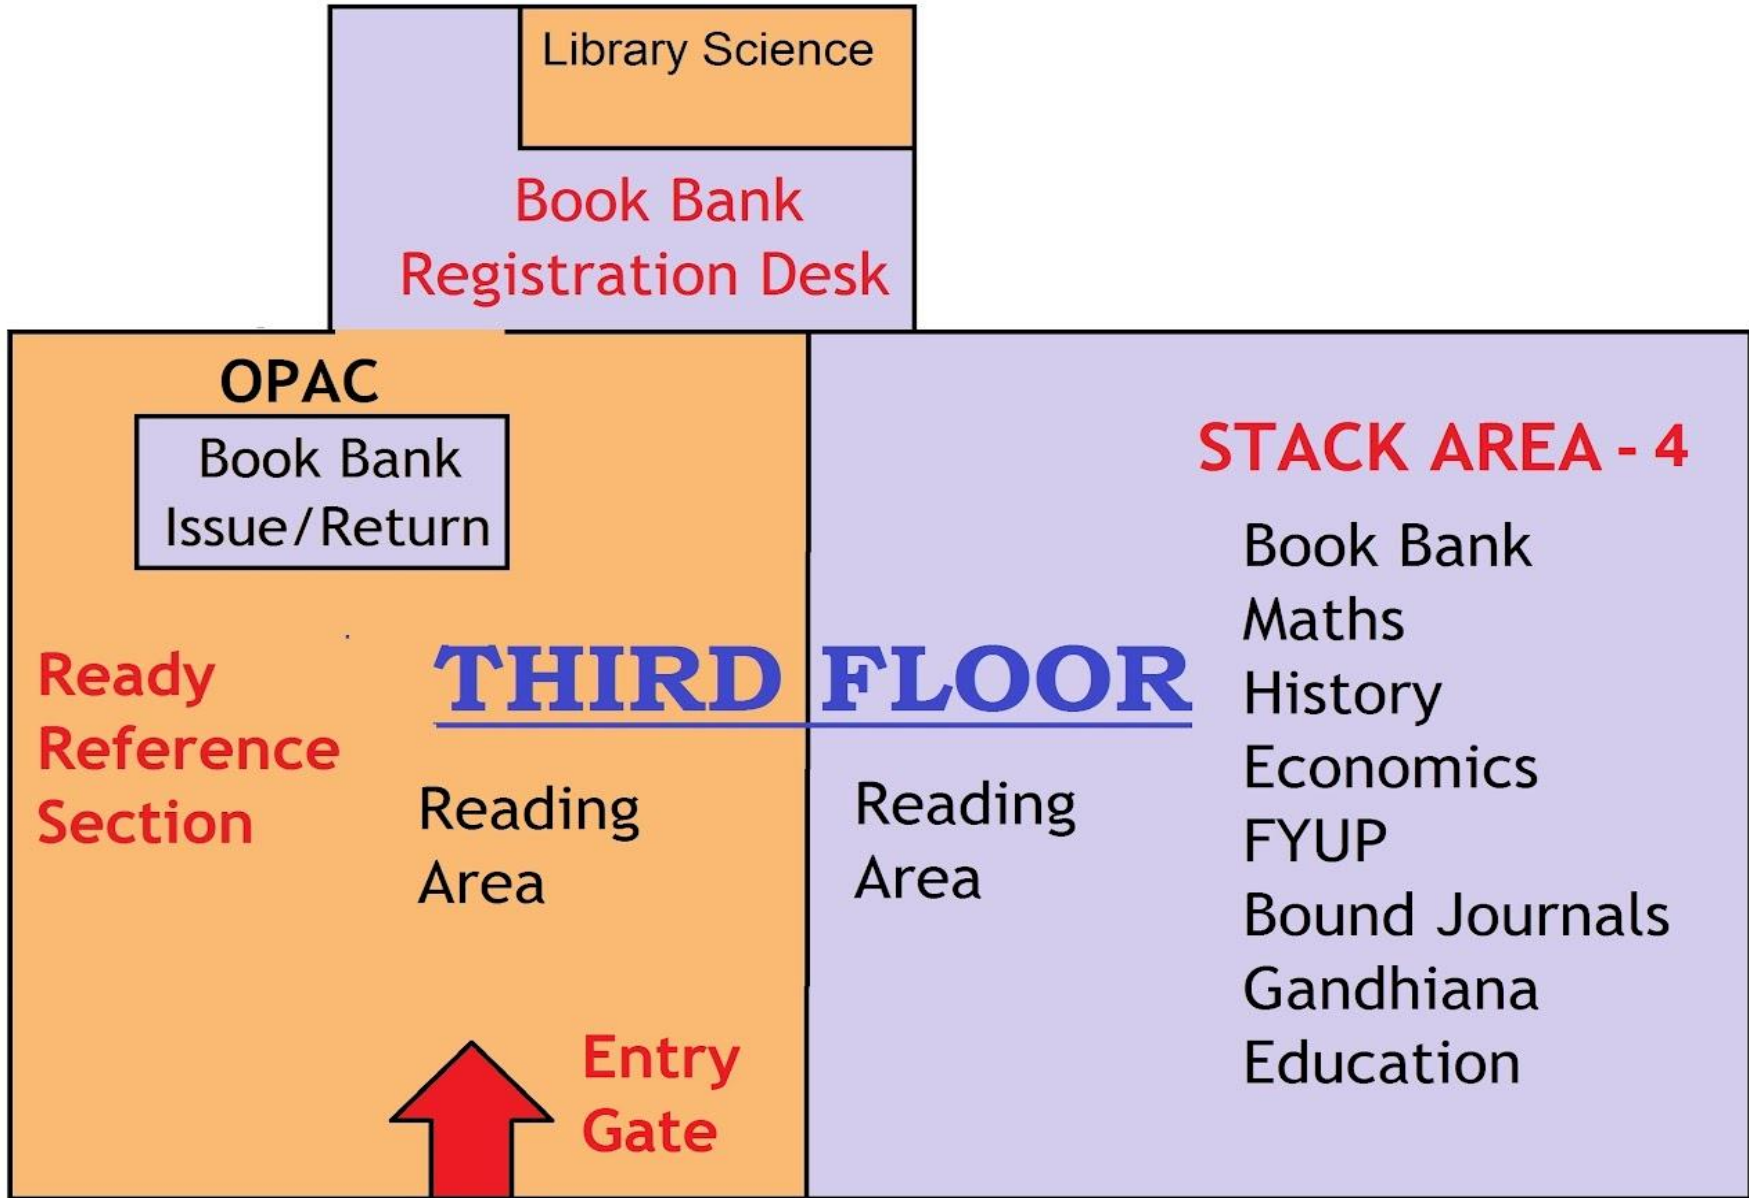 Library Science
Book Bank
Registration Desk
OPAC
Book Bank
Issue/Return
Ready
Reference
Section
THIRD FLOOR
Reading
Area
Entry
Gate
Reading
Area
STACK AREA - 4
Book Bank
Maths
History
Economics
FYUP
Bound Journals
Gandhiana
Education